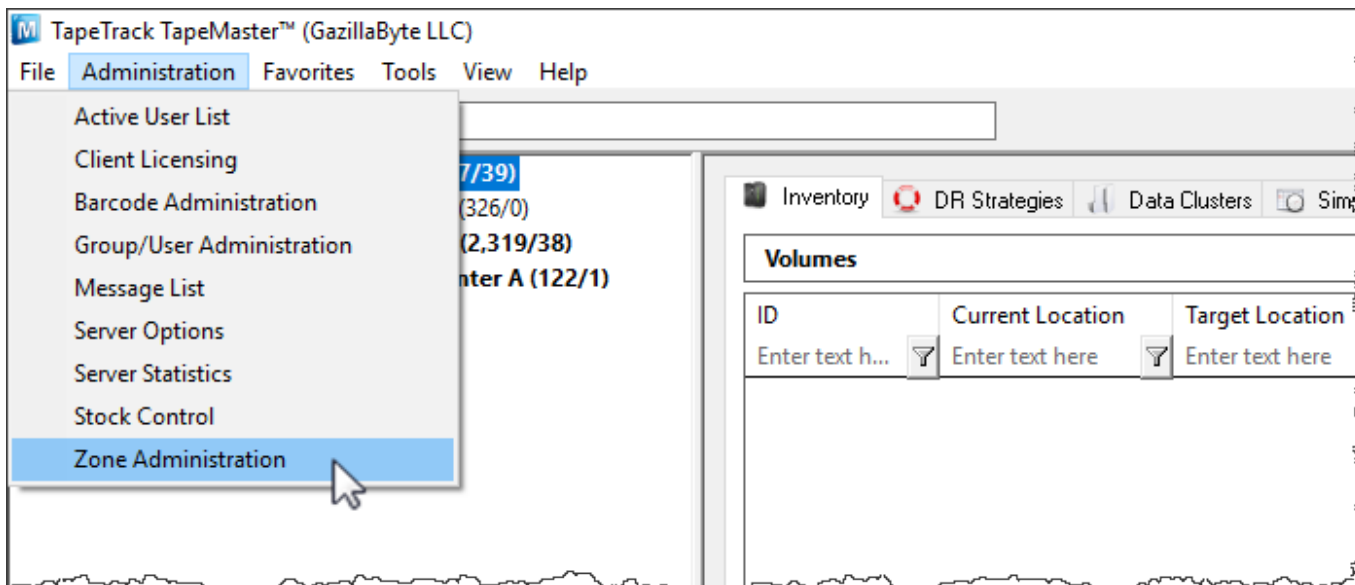 TapeTrack TapeMaster™ (GazillaByte LLC)
File Administration Favorites Tools View Help
Active User List
Client Licensing
Barcode Administration
Group/User Administration
Message List
Server Options
Server Statistics
Stock Control
Zone Administration
7/39)
(326/0)
(2,319/38)
nter A (122/1)
Inventory DR Strategies Data Clusters Sim
Volumes
ID Current Location Target Location
Enter text h... Enter text here Enter text here